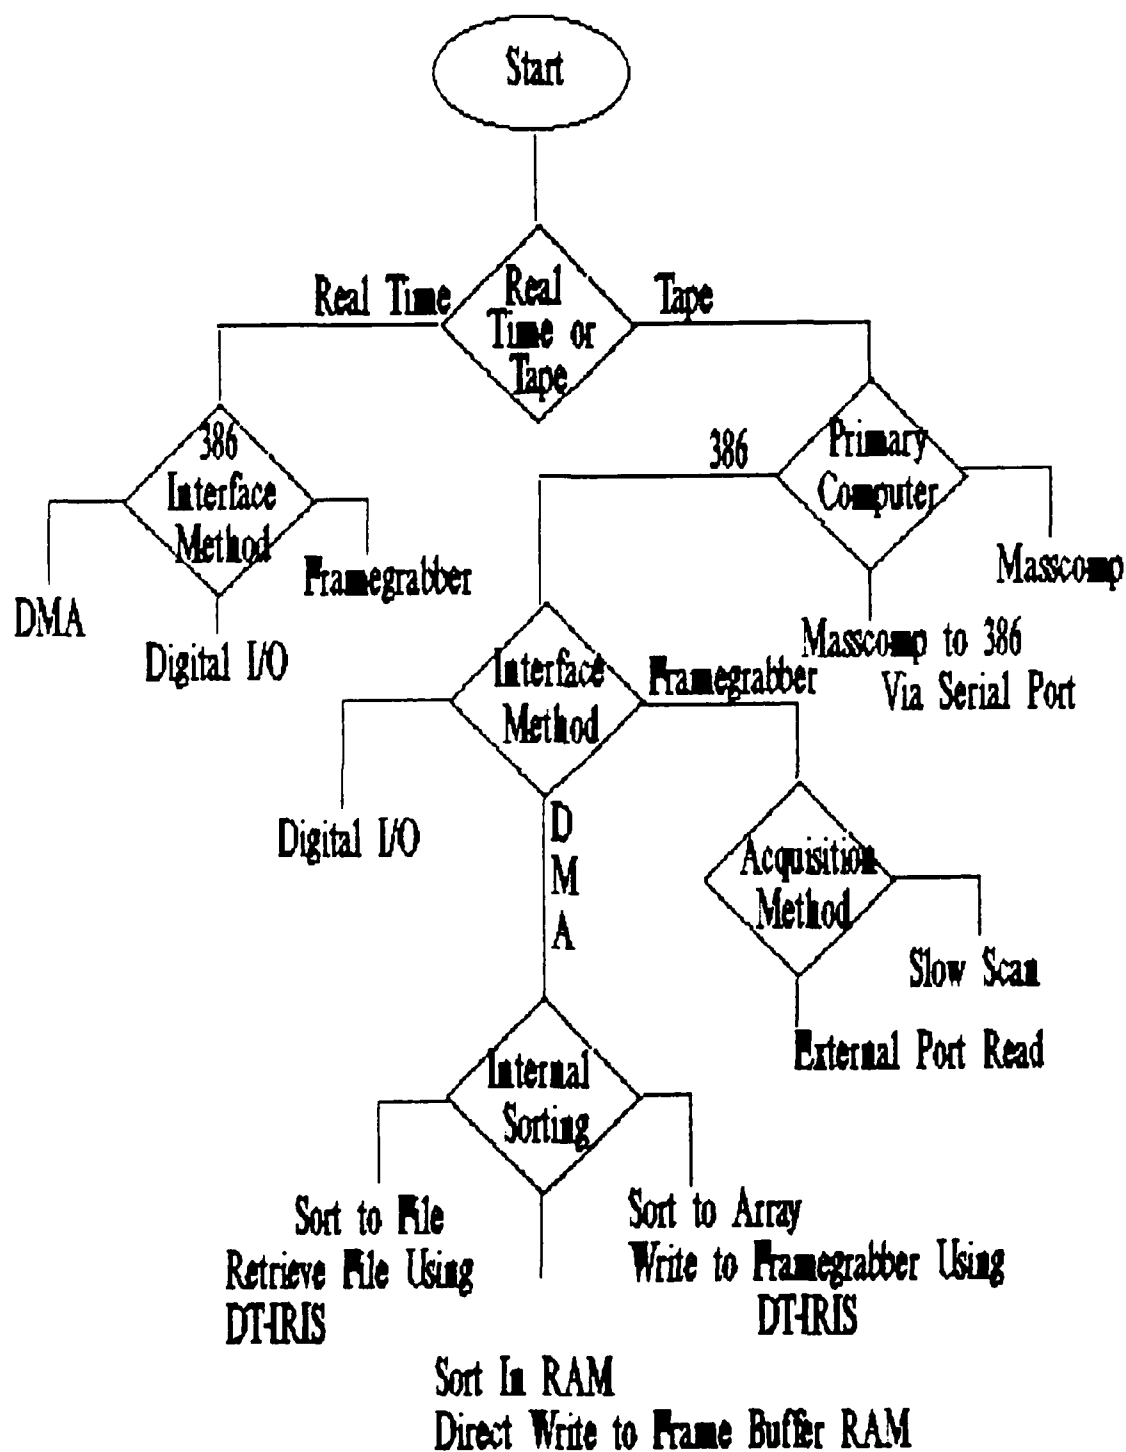 Start
Real Time
Real
Time or
Tape
Tape
386
Interface
Method
386
Primary
Computer
DMA
Digital I/O
Framegrabber
Masscomp
Masscomp to 386
Via Serial Port
Interface
Method
Framegrabber
Digital I/O
D
M
A
Acquisition
Method
Slow Scan
External Port Read
Internal
Sorting
Sort to File
Retrieve File Using
DT-IRIS
Sort to Array
Write to Framegrabber Using
DT-IRIS
Sort In RAM
Direct Write to Frame Buffer RAM